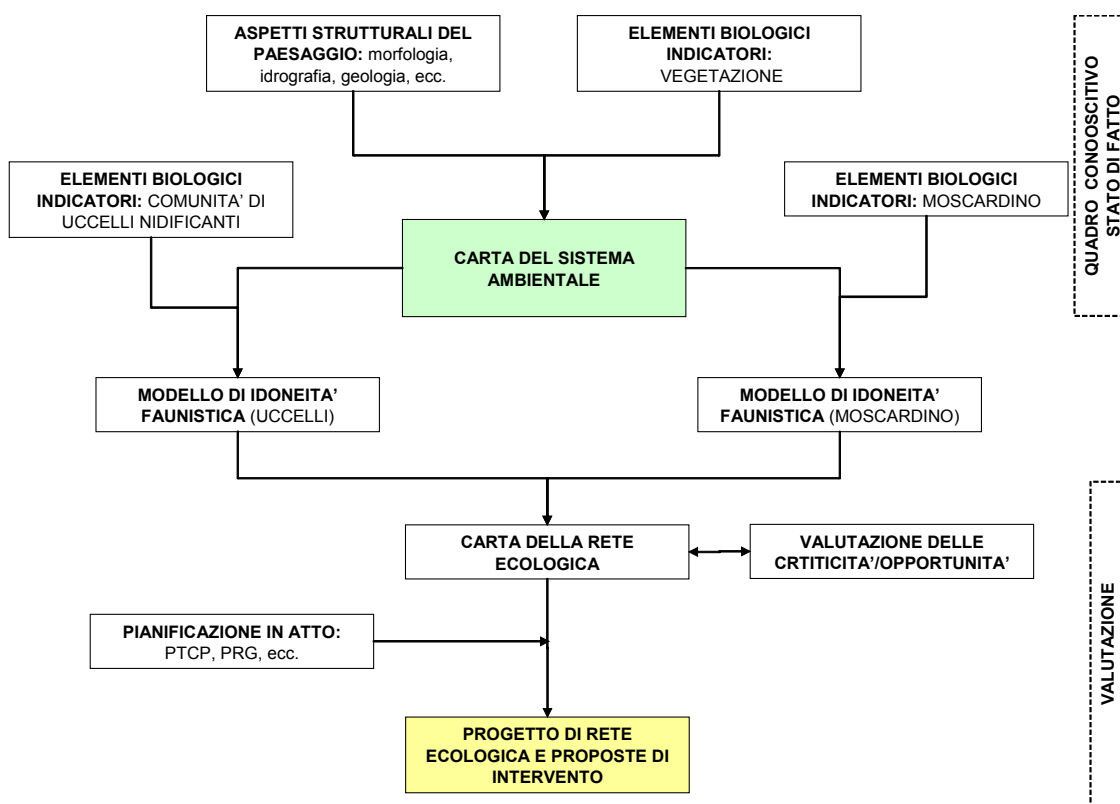 ASPETTI STRUTTURALI DEL
PAESAGGIO: morfologia,
idrografia, geologia, ecc.
ELEMENTI BIOLOGICI
INDICATORI:
VEGETAZIONE
QUADRO CONOOSCITIVO
STATO DI FATTO
ELEMENTI BIOLOGICI
INDICATORI: COMUNITA' DI
UCCELLI NIDIFICANTI
ELEMENTI BIOLOGICI
INDICATORI: MOSCARDINO
CARTA DEL SISTEMA
AMBIENTALE
MODELLO DI IDONEITA'
FAUNISTICA (UCCELLI)
MODELLO DI IDONEITA'
FAUNISTICA (MOSCARDINO)
CARTA DELLA RETE
ECOLOGICA
VALUTAZIONE DELLE
CRTITICITA'/OPPORTUNITA'
VALUTAZIONE
PIANIFICAZIONE IN ATTO:
PTCP, PRG, ecc.
PROGETTO DI RETE
ECOLOGICA E PROPOSTE DI
INTERVENTO